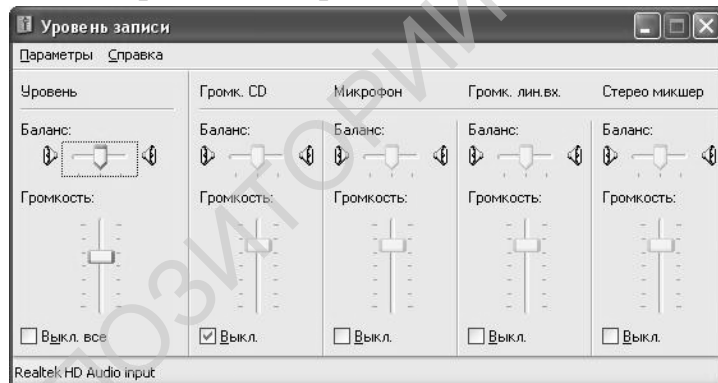 Уровень записи
Параметры Справка
Уровень Громк. CD Микрофон Громк. лин.вх. Стерео микшер
Баланс: Баланс: Баланс: Баланс: Баланс:
Громкость: Громкость: Громкость: Громкость: Громкость:
Выкл. все Выкл. Выкл. Выкл. Выкл.
Realtek HD Audio input